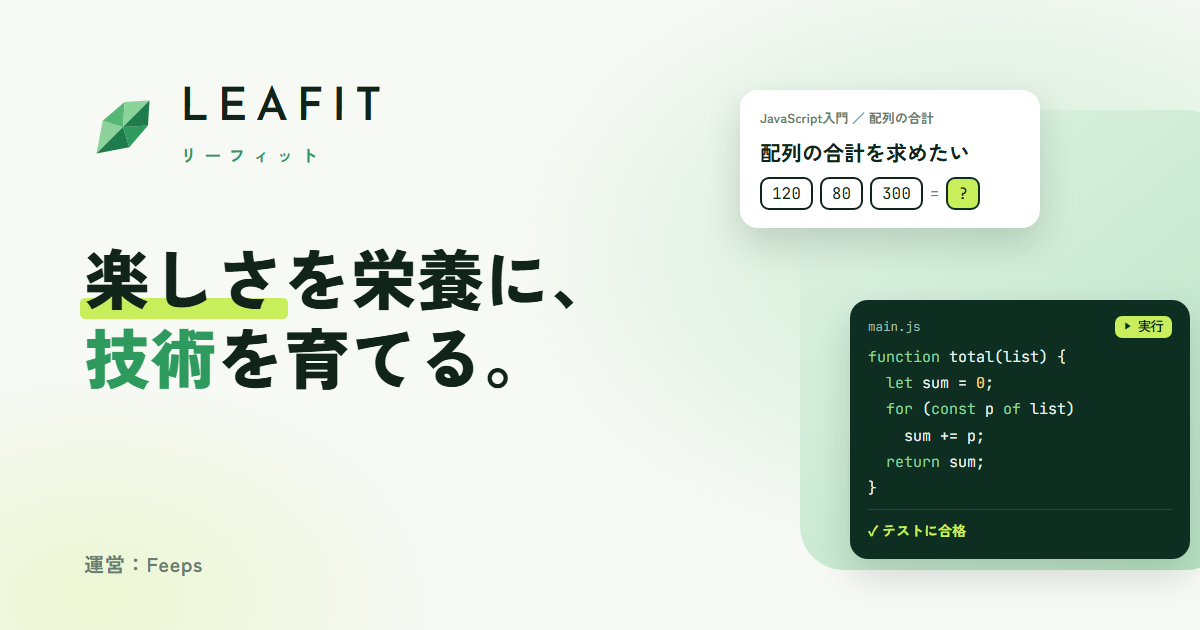 LEAFIT
リーフィット
楽しさを栄養に、
技術を育てる。
運営：Feeps
JavaScript入門 ／ 配列の合計
配列の合計を求めたい
120 80 300 = ?
main.js ▶ 実行
function total(list) {
  let sum = 0;
  for (const p of list)
    sum += p;
  return sum;
}
✓ テストに合格